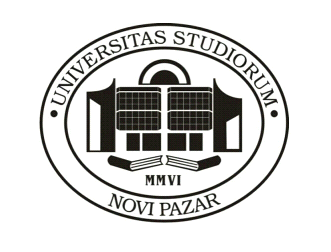 • UNIVERSITAS STUDIORUM •
MMVI
NOVI PAZAR